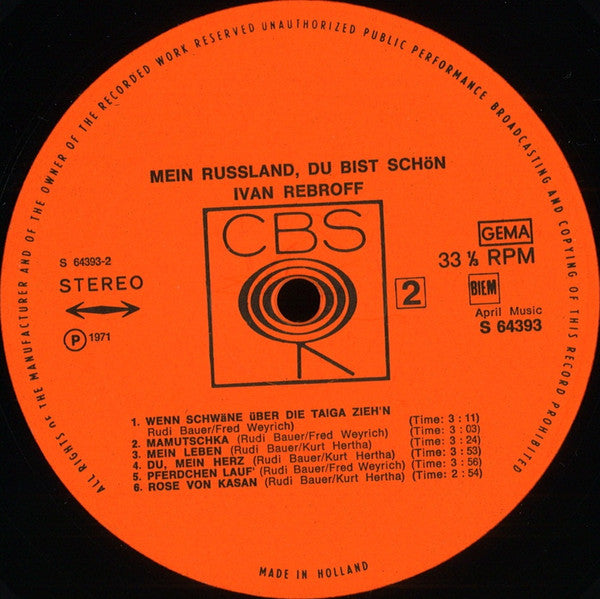 ALL RIGHTS OF THE MANUFACTURER AND OF THE OWNER OF THE RECORDED WORK RESERVED UNAUTHORIZED PUBLIC PERFORMANCE BROADCASTING AND COPYING OF THIS RECORD PROHIBITED
MEIN RUSSLAND, DU BIST SCHöN
IVAN REBROFF
CBS
GEMA
S 64393-2
33 ⅓ RPM
STEREO
2
BIEM
April Music
S 64393
P 1971
1. WENN SCHWäNE üBER DIE TAIGA ZIEH'N
Rudi Bauer/Fred Weyrich) (Time: 3 : 11)
2. MAMUTSCHKA (Rudi Bauer/Fred Weyrich) (Time: 3 : 03)
3. MEIN LEBEN (Rudi Bauer/Kurt Hertha) (Time: 3 : 24)
4. DU, MEIN HERZ (Rudi Bauer/Kurt Hertha) (Time: 3 : 53)
5. PFERDCHEN LAUF' (Rudi Bauer/Fred Weyrich) (Time: 3 : 56)
6. ROSE VON KASAN (Rudi Bauer/Kurt Hertha) (Time: 2 : 54)
MADE IN HOLLAND